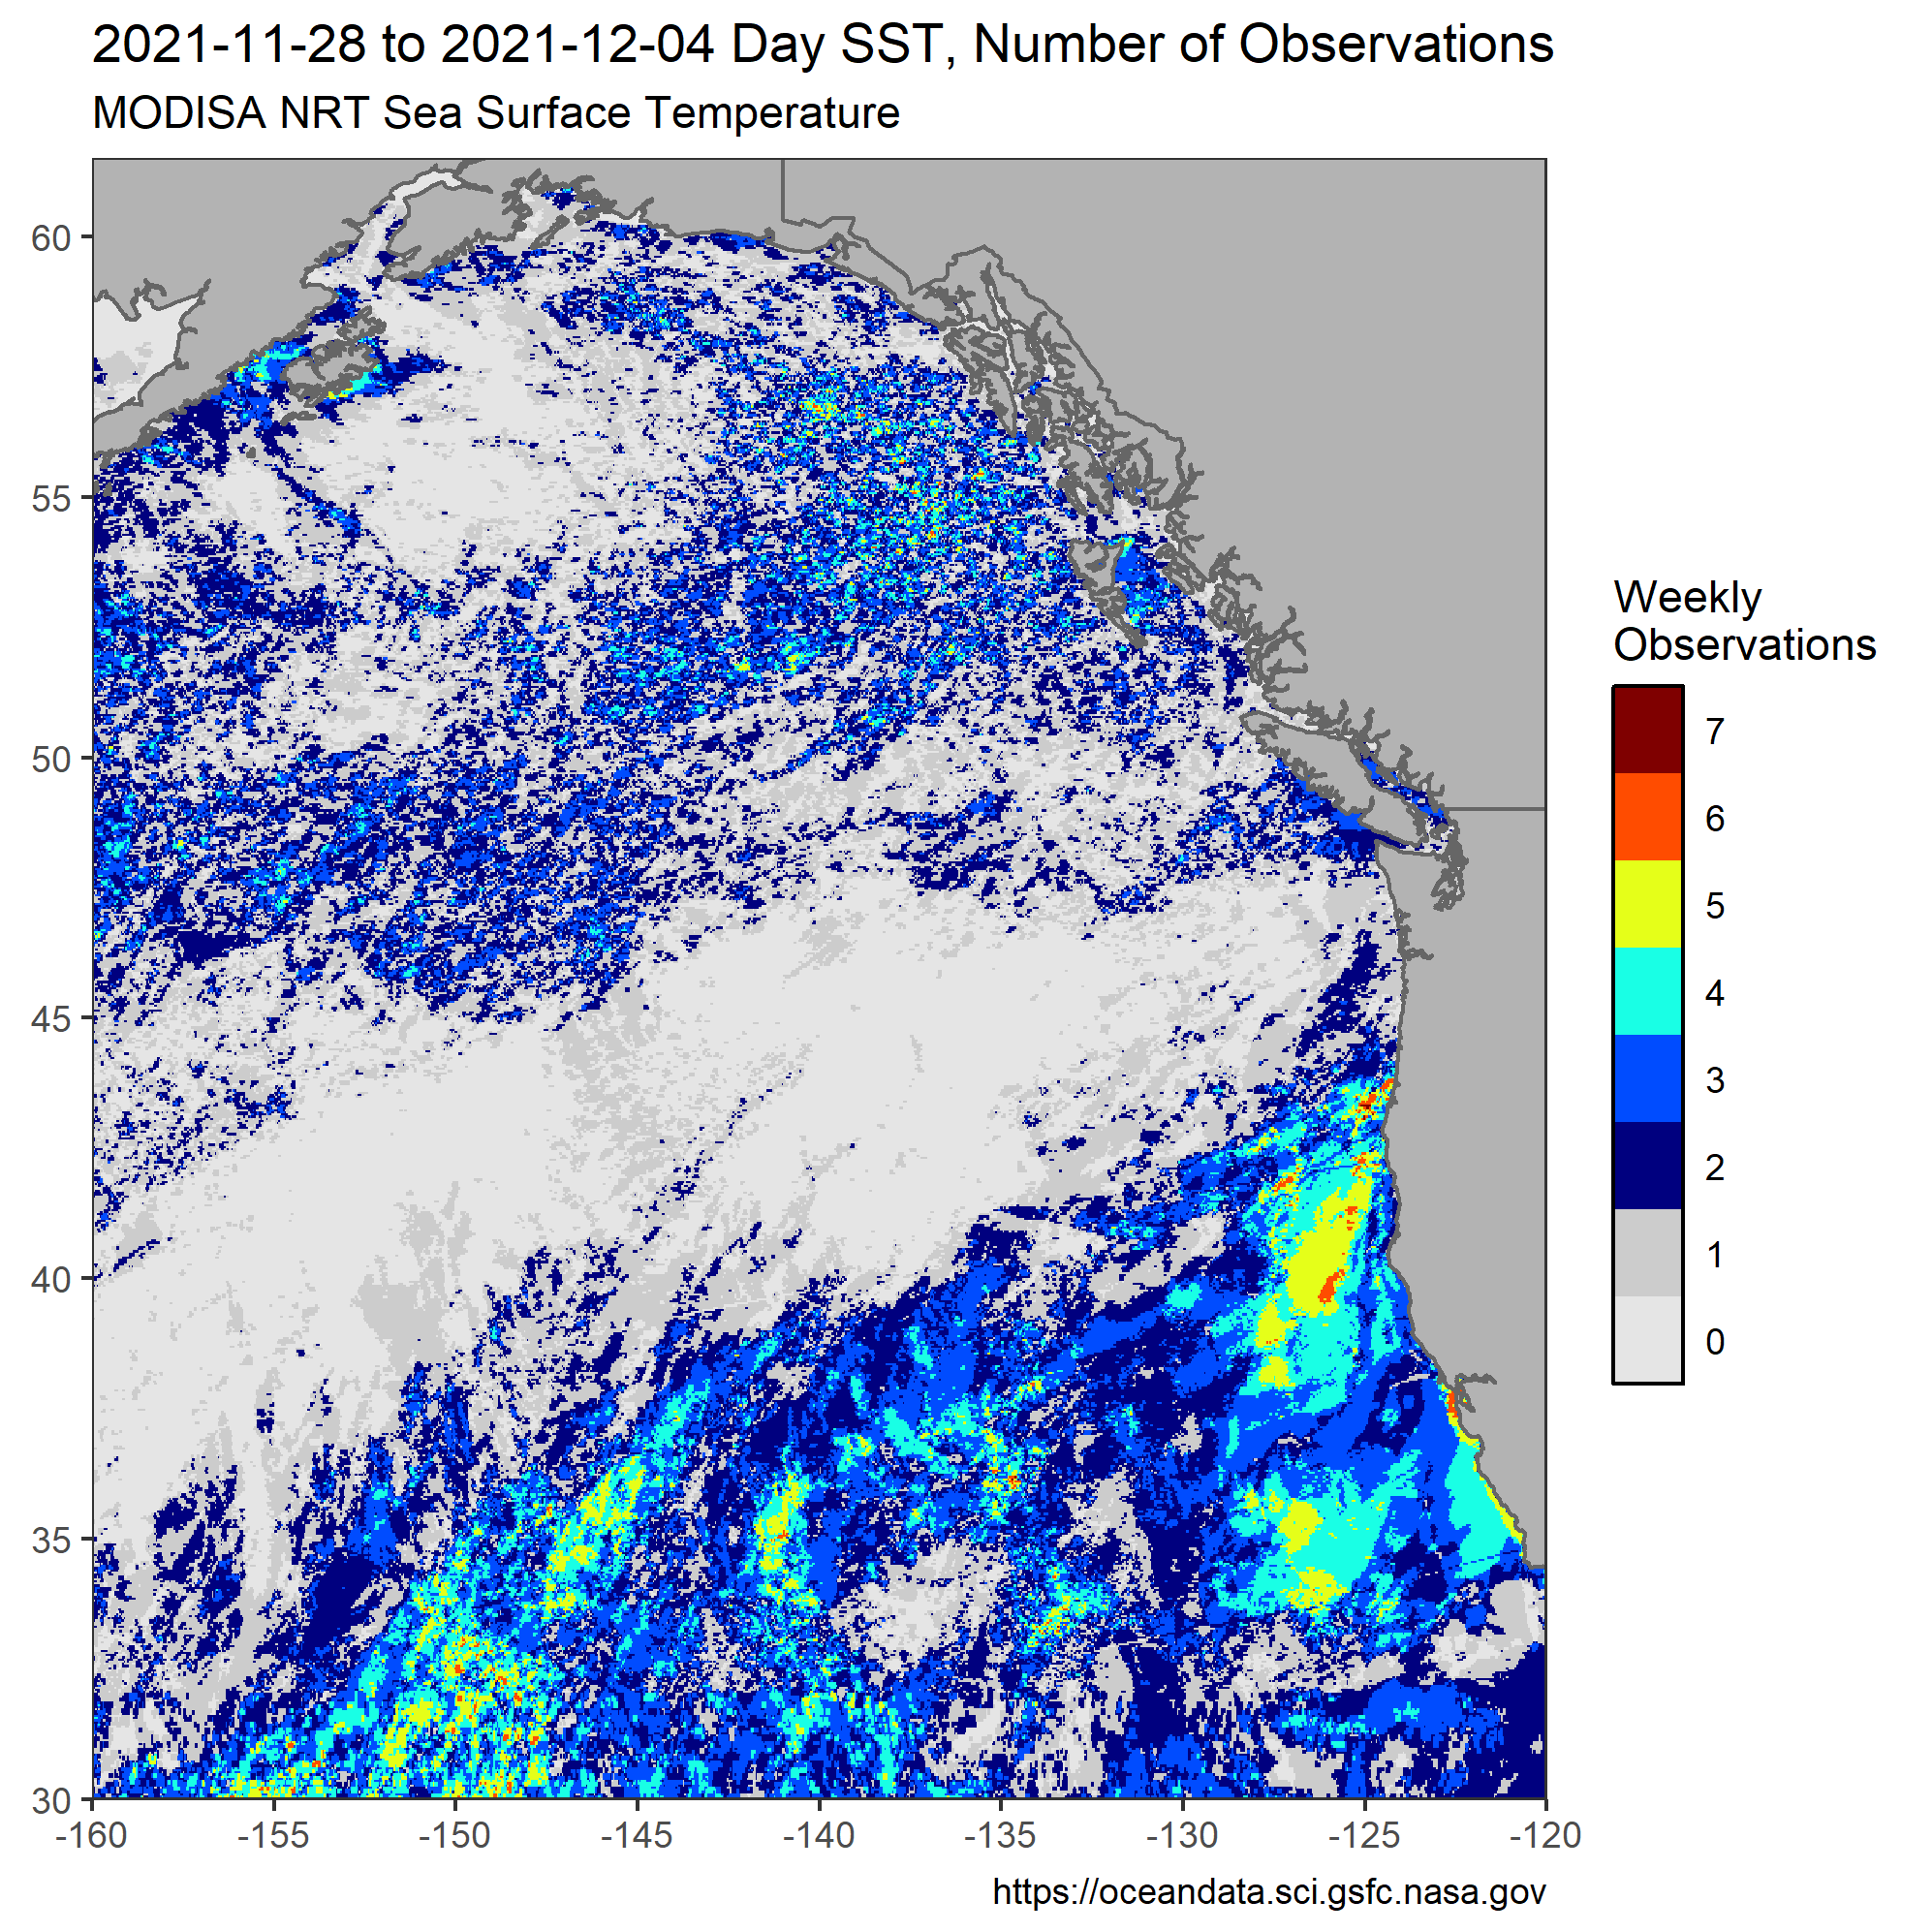 2021-11-28 to 2021-12-04 Day SST, Number of Observations
MODISA NRT Sea Surface Temperature
60
55
50
45
40
35
30
-160 -155 -150 -145 -140 -135 -130 -125 -120
Weekly
Observations
7
6
5
4
3
2
1
0
https://oceandata.sci.gsfc.nasa.gov